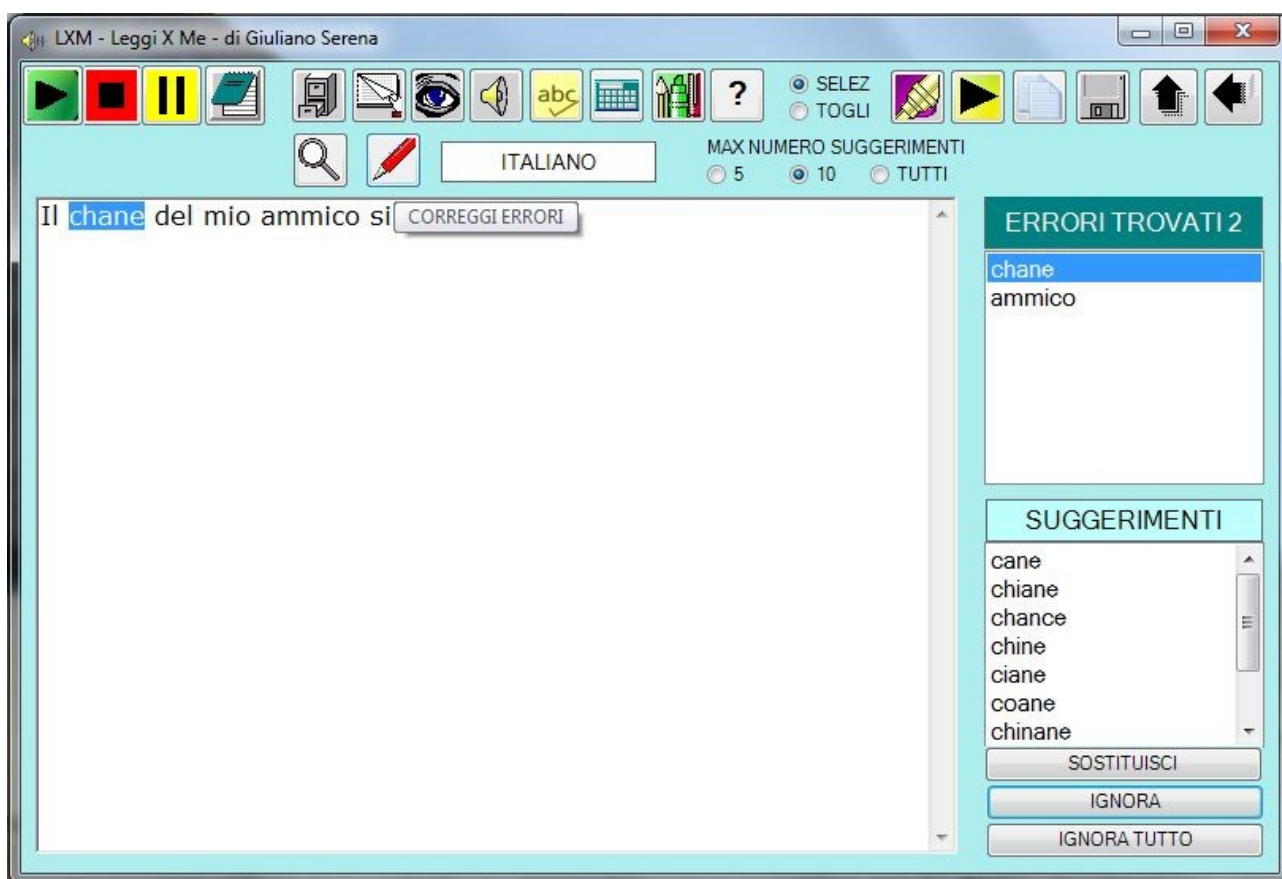 LXM - Leggi X Me - di Giuliano Serena
abc
?
SELEZ
TOGLI
ITALIANO
MAX NUMERO SUGGERIMENTI
5 10 TUTTI
Il chane del mio ammico si
CORREGGI ERRORI
ERRORI TROVATI 2
chane
ammico
SUGGERIMENTI
cane
chiane
chance
chine
ciane
coane
chinane
SOSTITUISCI
IGNORA
IGNORA TUTTO